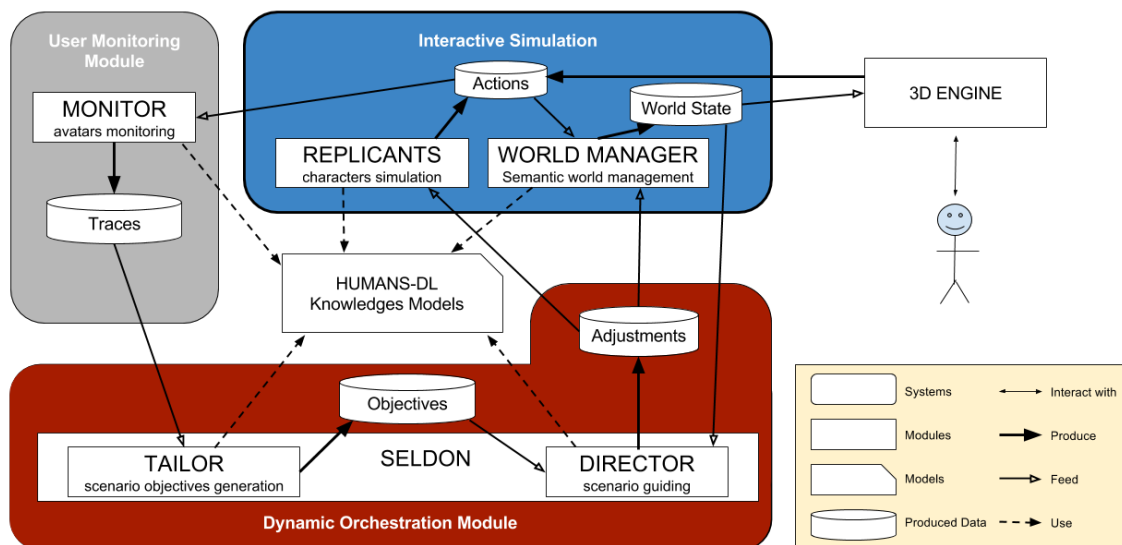 User Monitoring
Module
MONITOR
avatars monitoring
Traces
Interactive Simulation
Actions
World State
REPLICANTS
characters simulation
WORLD MANAGER
Semantic world management
3D ENGINE
HUMANS-DL
Knowledges Models
Adjustments
Objectives
TAILOR
scenario objectives generation
SELDON
DIRECTOR
scenario guiding
Dynamic Orchestration Module
Systems
Interact with
Modules
Produce
Models
Feed
Produced Data
Use